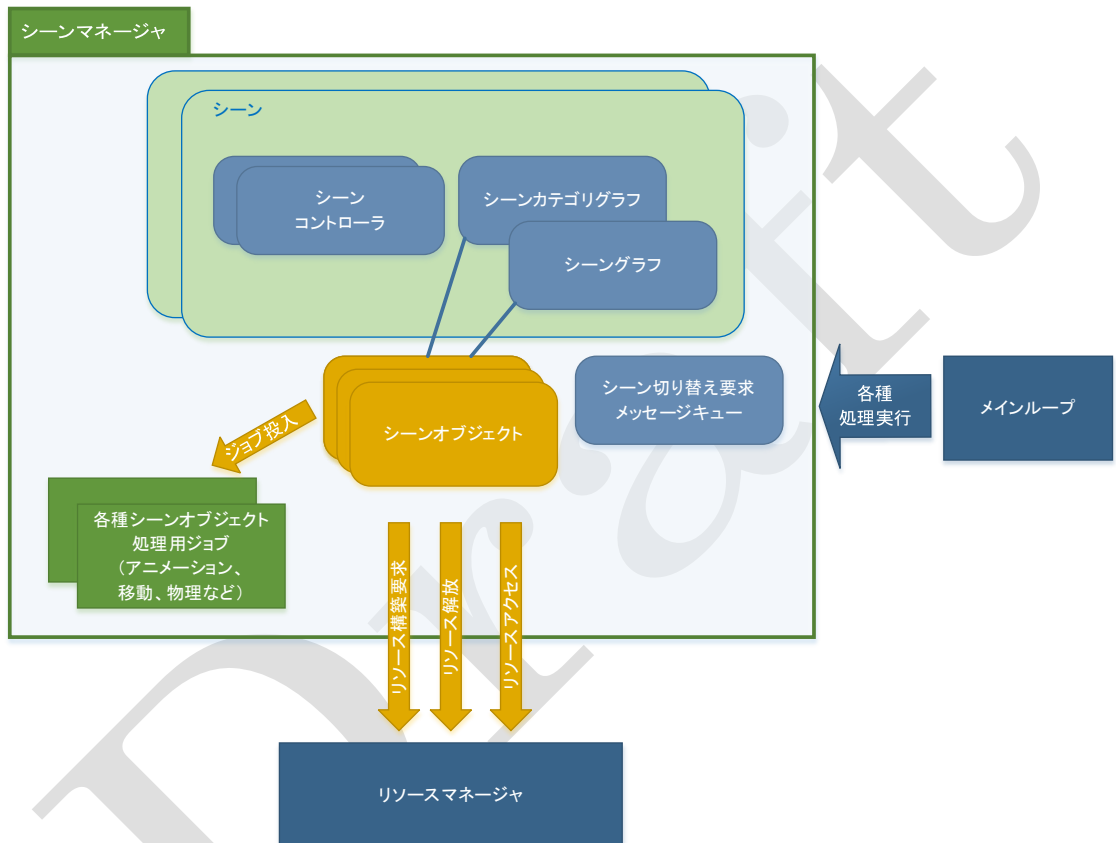 シーンマネージャ
シーン
シーン
コントローラ
シーンカテゴリグラフ
シーングラフ
シーンオブジェクト
シーン切り替え要求
メッセージキュー
各種
処理実行
メインループ
ジョブ投入
各種シーンオブジェクト
処理用ジョブ
（アニメーション、
移動、物理など）
リソース構築要求
リソース解放
リソースアクセス
リソースマネージャ
Draft